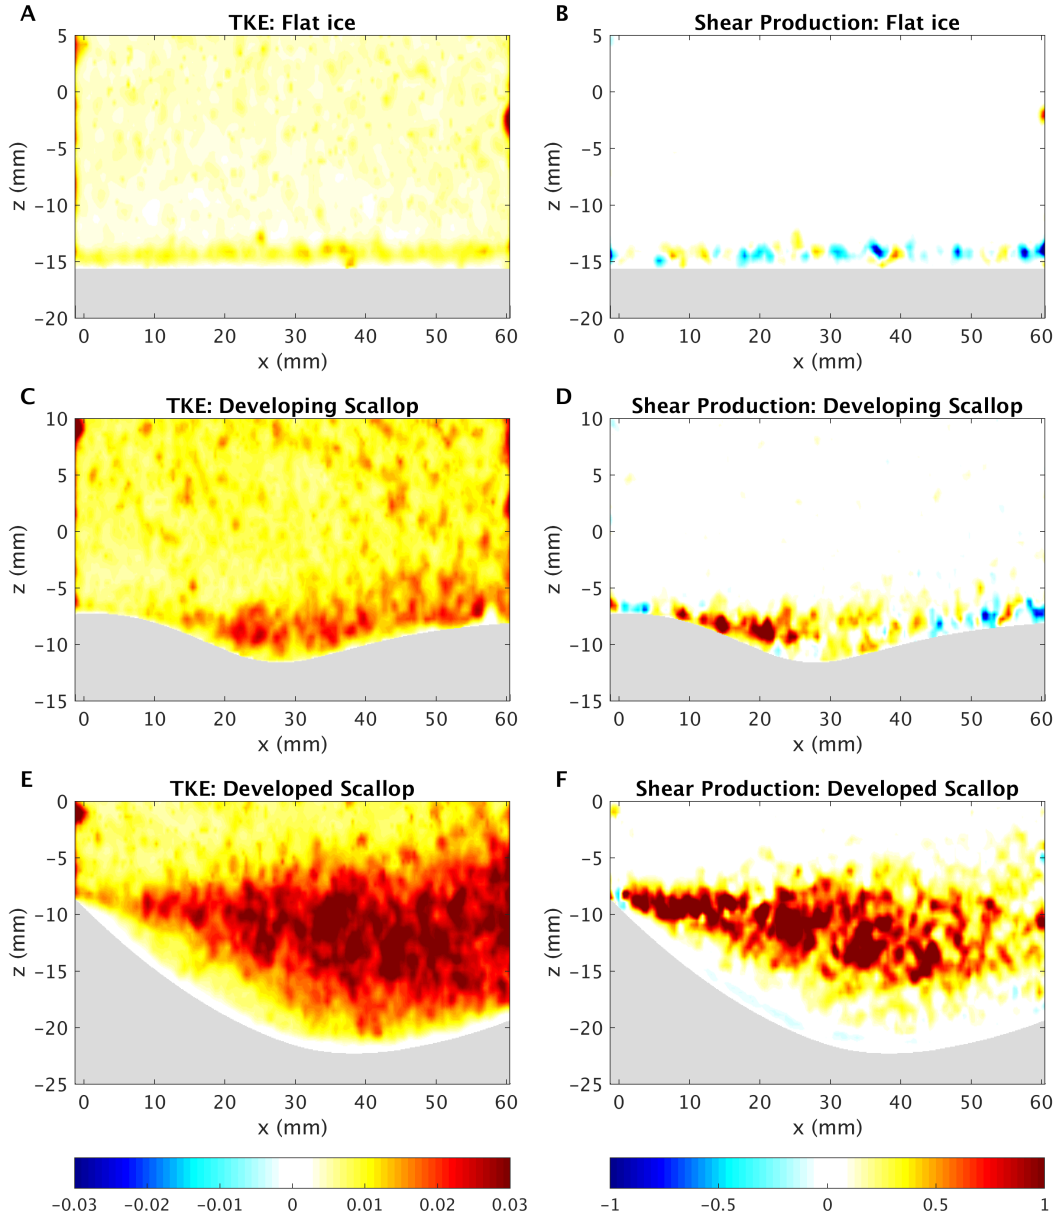 A TKE: Flat ice
B Shear Production: Flat ice
5
0
−5
−10
−15
−20
z (mm)
0 10 20 30 40 50 60
x (mm)
5
0
−5
−10
−15
−20
z (mm)
0 10 20 30 40 50 60
x (mm)
C TKE: Developing Scallop
D Shear Production: Developing Scallop
10
5
0
−5
−10
−15
z (mm)
0 10 20 30 40 50 60
x (mm)
10
5
0
−5
−10
−15
z (mm)
0 10 20 30 40 50 60
x (mm)
E TKE: Developed Scallop
F Shear Production: Developed Scallop
0
−5
−10
−15
−20
−25
z (mm)
0 10 20 30 40 50 60
x (mm)
0
−5
−10
−15
−20
−25
z (mm)
0 10 20 30 40 50 60
x (mm)
−0.03 −0.02 −0.01 0 0.01 0.02 0.03
−1 −0.5 0 0.5 1